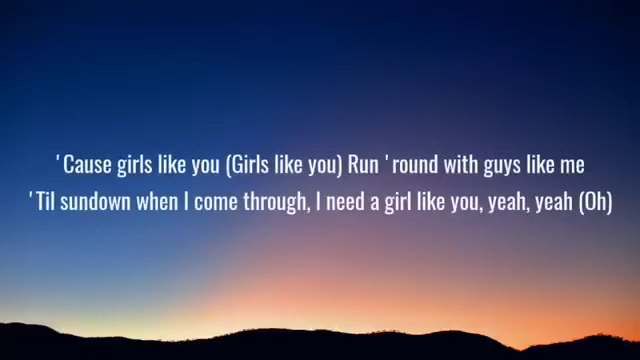 'Cause girls like you (Girls like you) Run 'round with guys like me
'Til sundown when I come through, I need a girl like you, yeah, yeah (Oh)